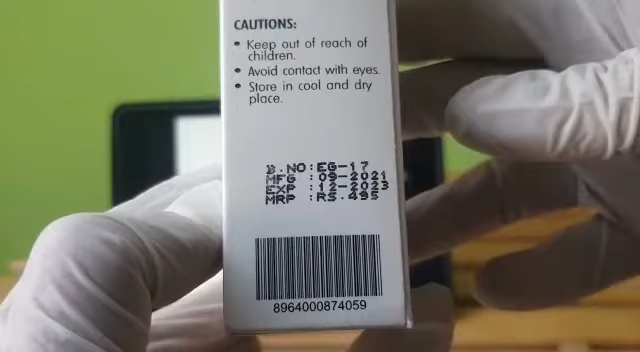 CAUTIONS:
• Keep out of reach of
children.
• Avoid contact with eyes.
• Store in cool and dry
place.
B.NO:EG-17
MFG :09-2021
EXP :12-2023
MRP :RS.495
8964000874059